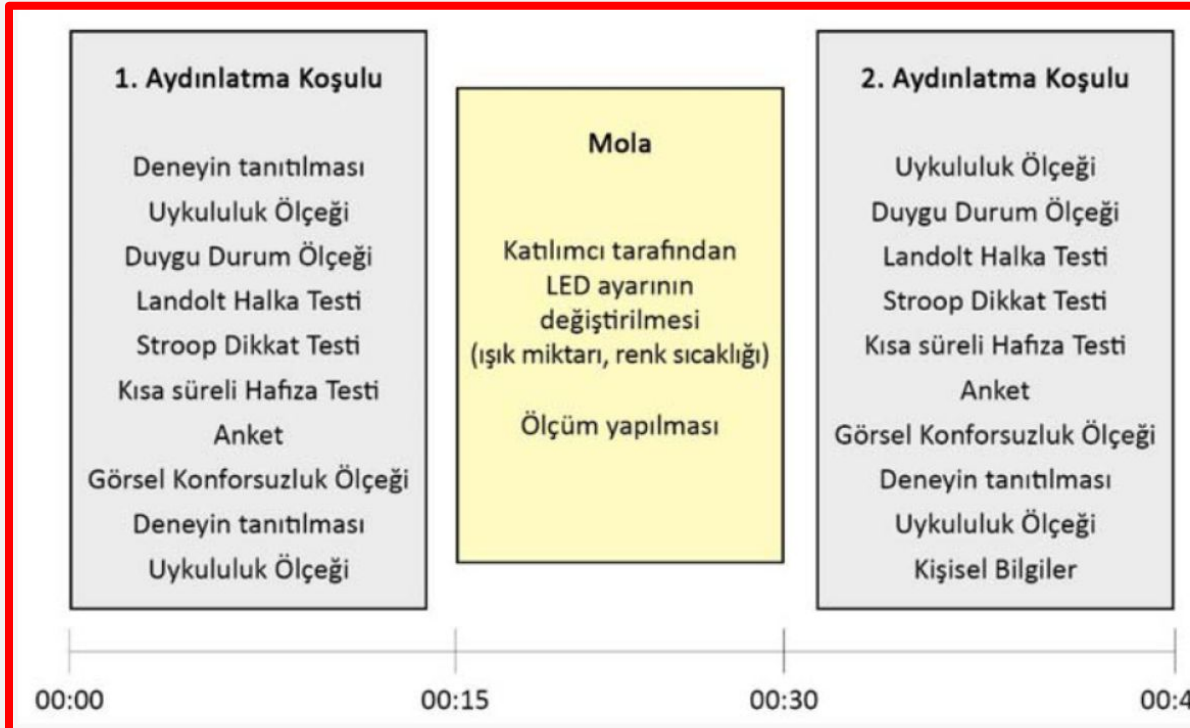 1. Aydınlatma Koşulu
Deneyin tanıtılması
Uykululuk Ölçeği
Duygu Durum Ölçeği
Landolt Halka Testi
Stroop Dikkat Testi
Kısa süreli Hafıza Testi
Anket
Görsel Konforsuzluk Ölçeği
Deneyin tanıtılması
Uykululuk Ölçeği
Mola
Katılımcı tarafından
LED ayarının
değiştirilmesi
(ışık miktarı, renk sıcaklığı)
Ölçüm yapılması
2. Aydınlatma Koşulu
Uykululuk Ölçeği
Duygu Durum Ölçeği
Landolt Halka Testi
Stroop Dikkat Testi
Kısa süreli Hafıza Testi
Anket
Görsel Konforsuzluk Ölçeği
Deneyin tanıtılması
Uykululuk Ölçeği
Kişisel Bilgiler
00:00
00:15
00:30
00:4